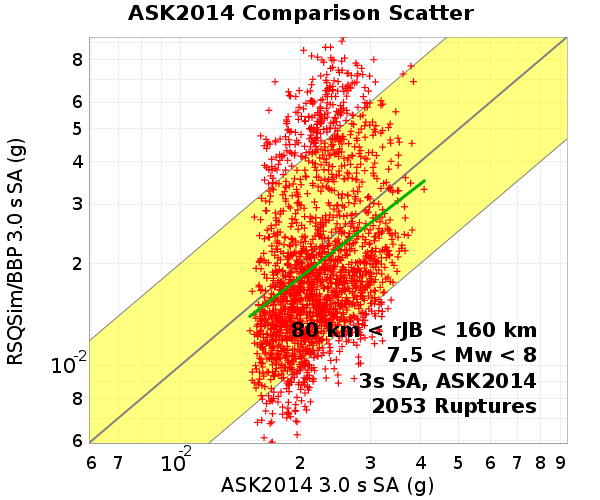 ASK2014 Comparison Scatter
RSQSim/BBP 3.0 s SA (g)
8
6
5
4
3
2
10-2
8
6
80 km < rJB < 160 km
7.5 < Mw < 8
3s SA, ASK2014
2053 Ruptures
6 7 10-2 2 3 4 5 6 7 8 9
ASK2014 3.0 s SA (g)